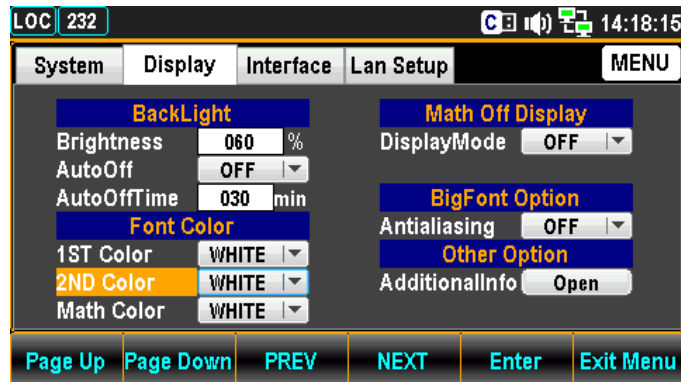 LOC 232 C 14:18:15
System Display Interface Lan Setup MENU
BackLight
Brightness 060 %
AutoOff OFF
AutoOffTime 030 min
Font Color
1ST Color WHITE
2ND Color WHITE
Math Color WHITE
Math Off Display
DisplayMode OFF
BigFont Option
Antialiasing OFF
Other Option
AdditionalInfo Open
Page Up Page Down PREV NEXT Enter Exit Menu